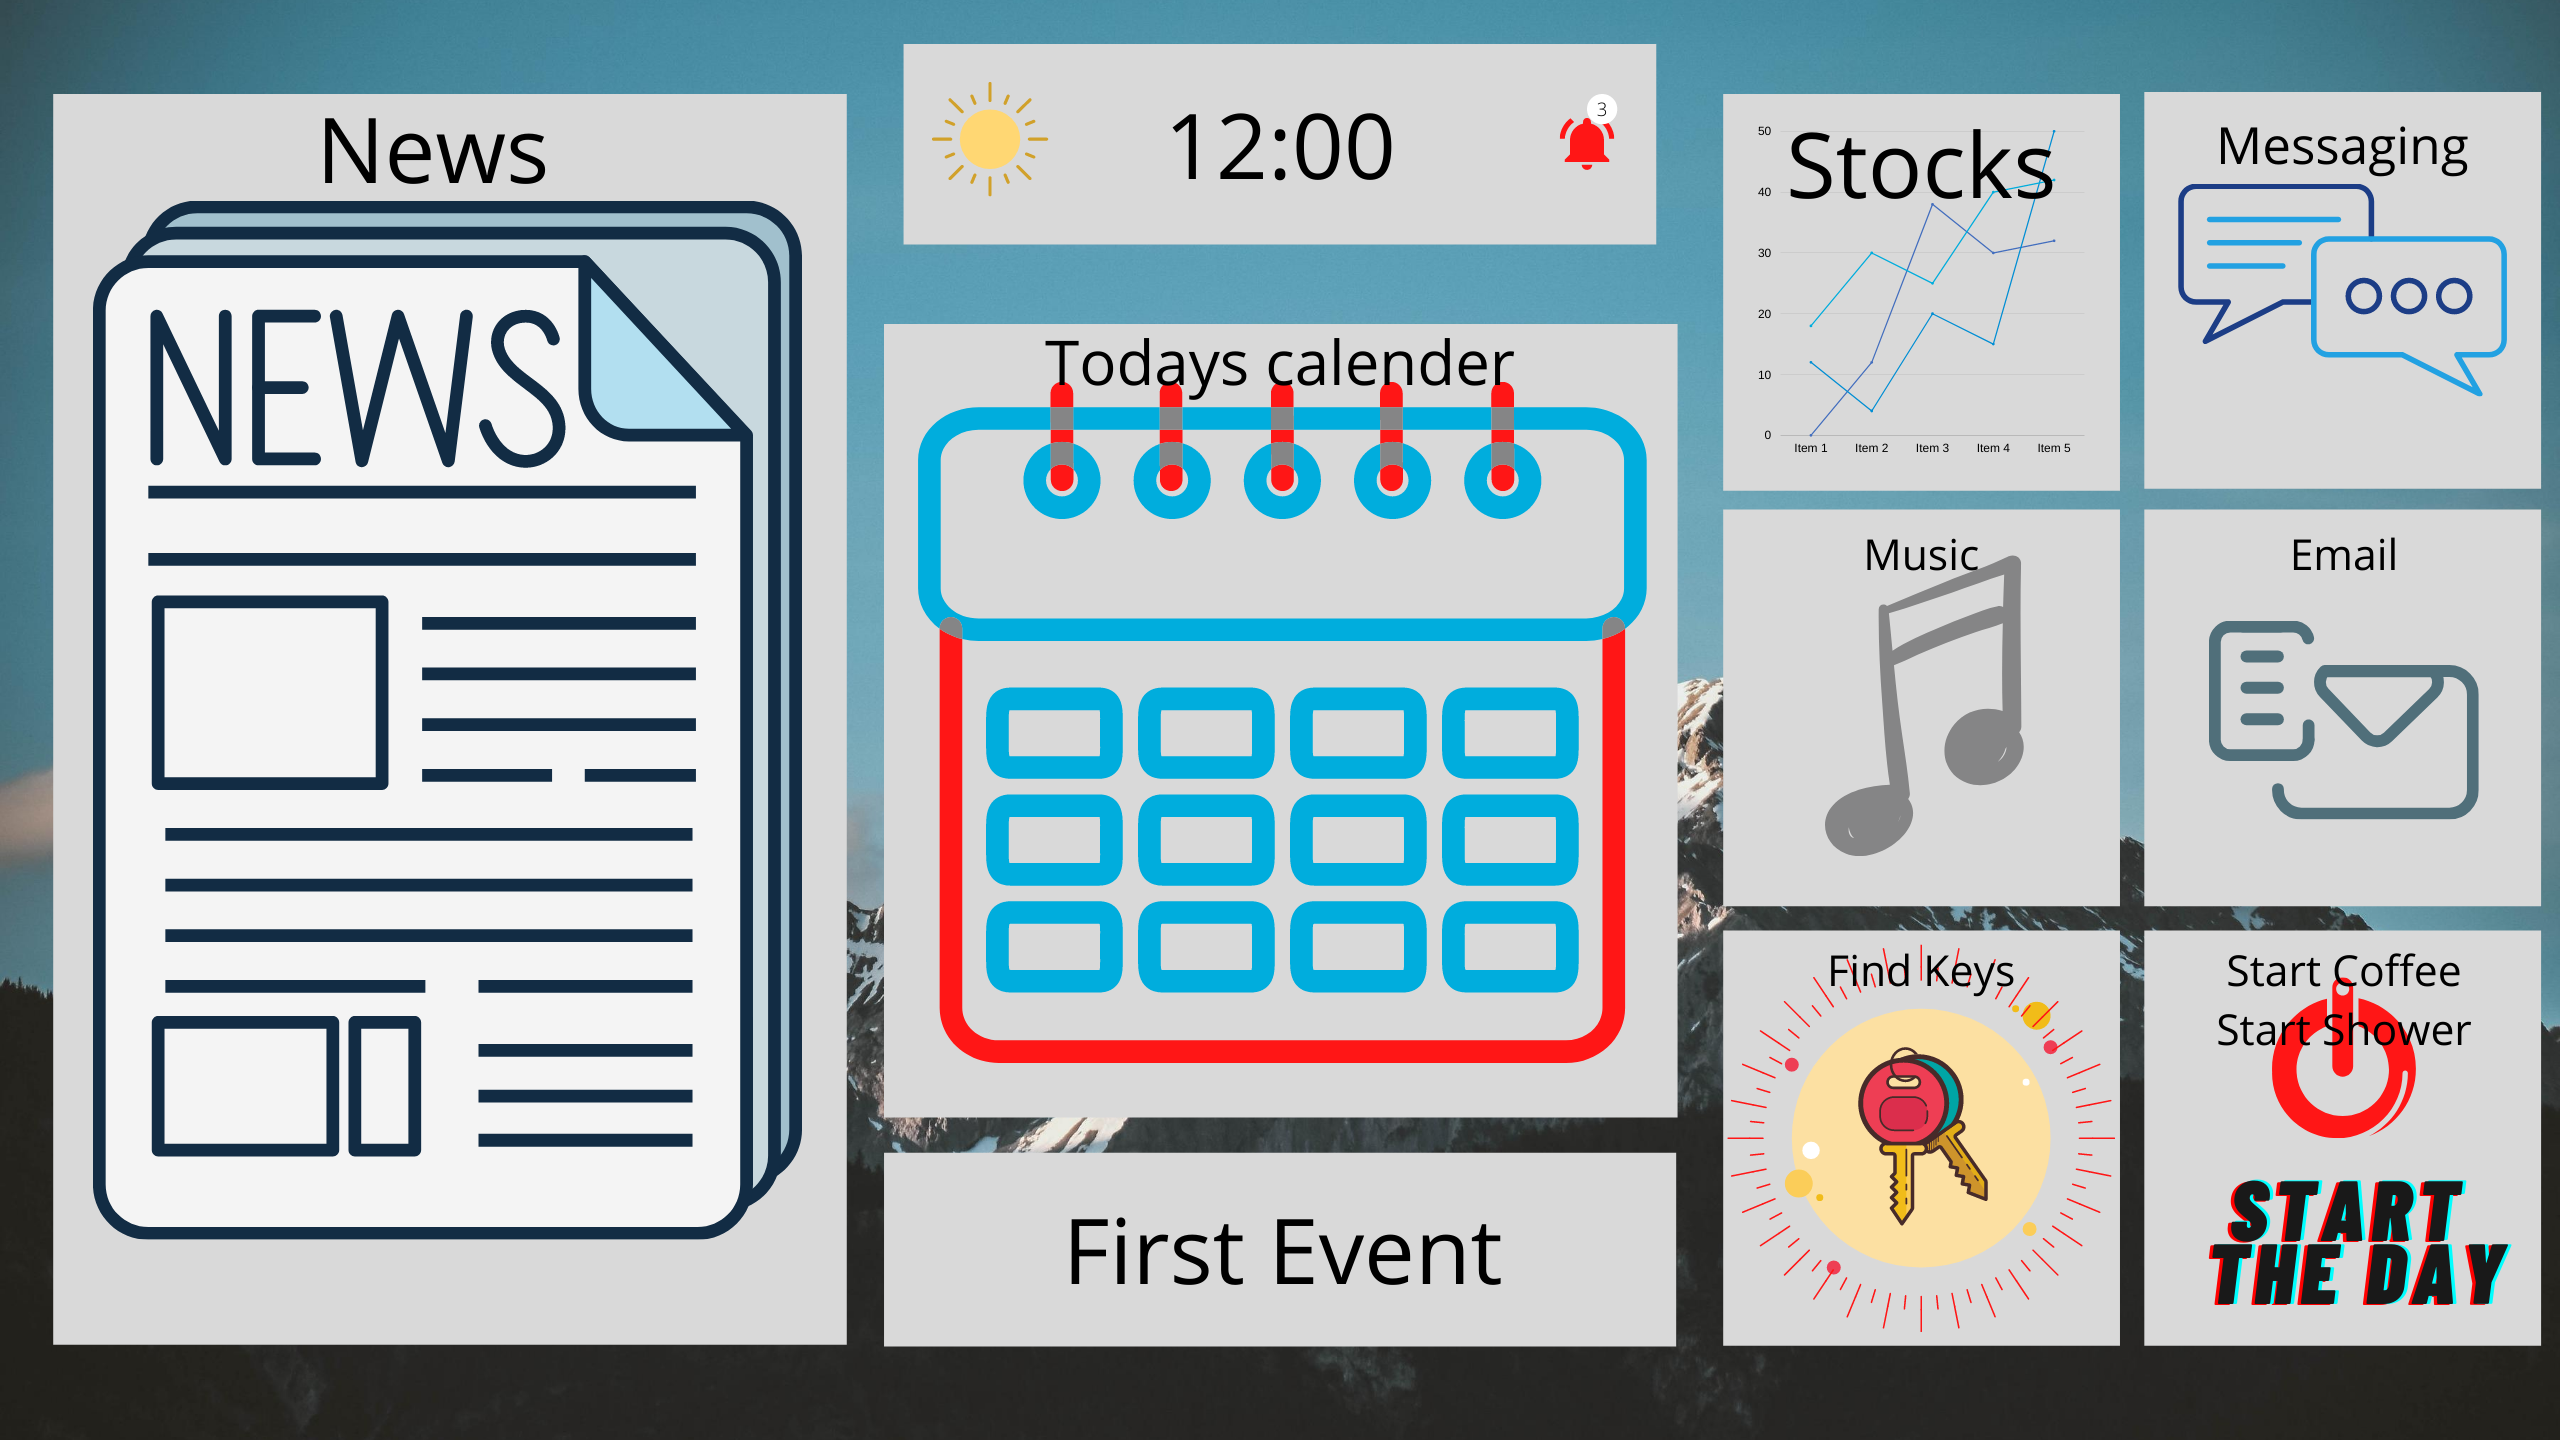 News
NEWS
12:00
3
Todays calender
First Event
Stocks
50
40
30
20
10
0
Item 1 Item 2 Item 3 Item 4 Item 5
Messaging
Music
Email
Find Keys
Start Coffee
Start Shower
START
THE DAY